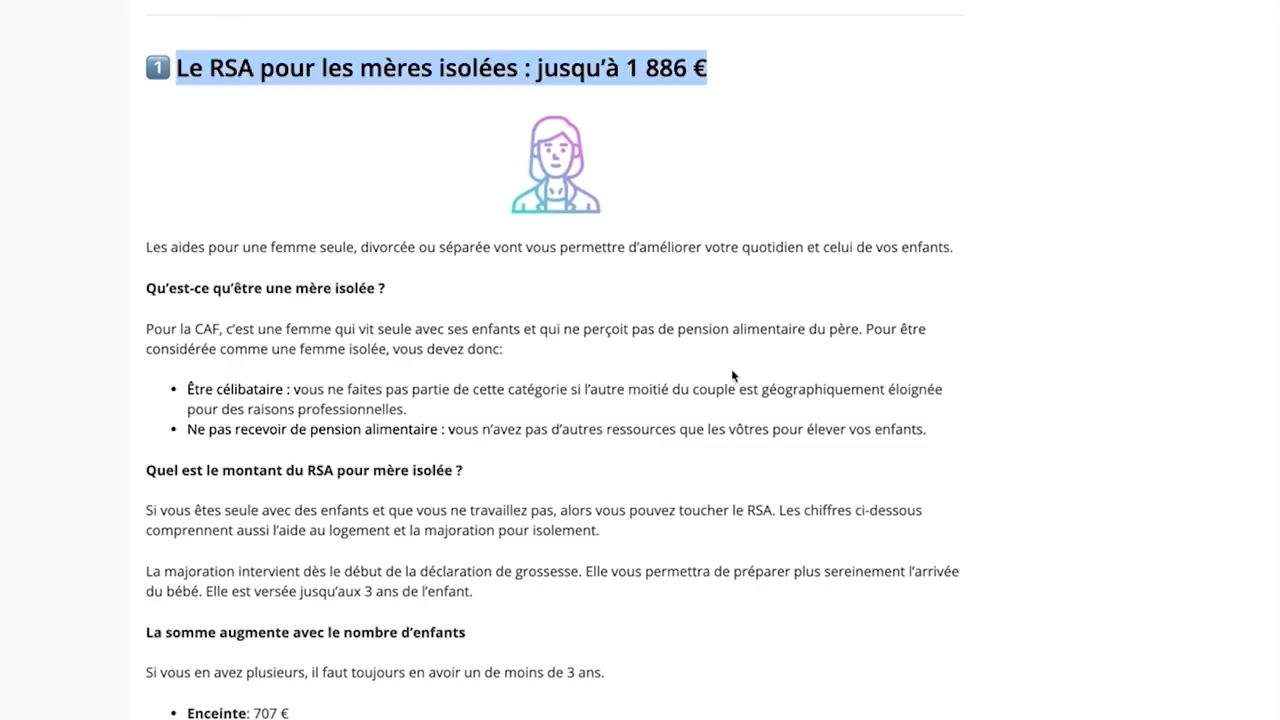 1 Le RSA pour les mères isolées : jusqu’à 1 886 €
Les aides pour une femme seule, divorcée ou séparée vont vous permettre d’améliorer votre quotidien et celui de vos enfants.
Qu’est-ce qu’être une mère isolée ?
Pour la CAF, c’est une femme qui vit seule avec ses enfants et qui ne perçoit pas de pension alimentaire du père. Pour être
considérée comme une femme isolée, vous devez donc:
• Être célibataire : vous ne faites pas partie de cette catégorie si l’autre moitié du couple est géographiquement éloignée
pour des raisons professionnelles.
• Ne pas recevoir de pension alimentaire : vous n’avez pas d’autres ressources que les vôtres pour élever vos enfants.
Quel est le montant du RSA pour mère isolée ?
Si vous êtes seule avec des enfants et que vous ne travaillez pas, alors vous pouvez toucher le RSA. Les chiffres ci-dessous
comprennent aussi l’aide au logement et la majoration pour isolement.
La majoration intervient dès le début de la déclaration de grossesse. Elle vous permettra de préparer plus sereinement l’arrivée
du bébé. Elle est versée jusqu’aux 3 ans de l’enfant.
La somme augmente avec le nombre d’enfants
Si vous en avez plusieurs, il faut toujours en avoir un de moins de 3 ans.
• Enceinte: 707 €